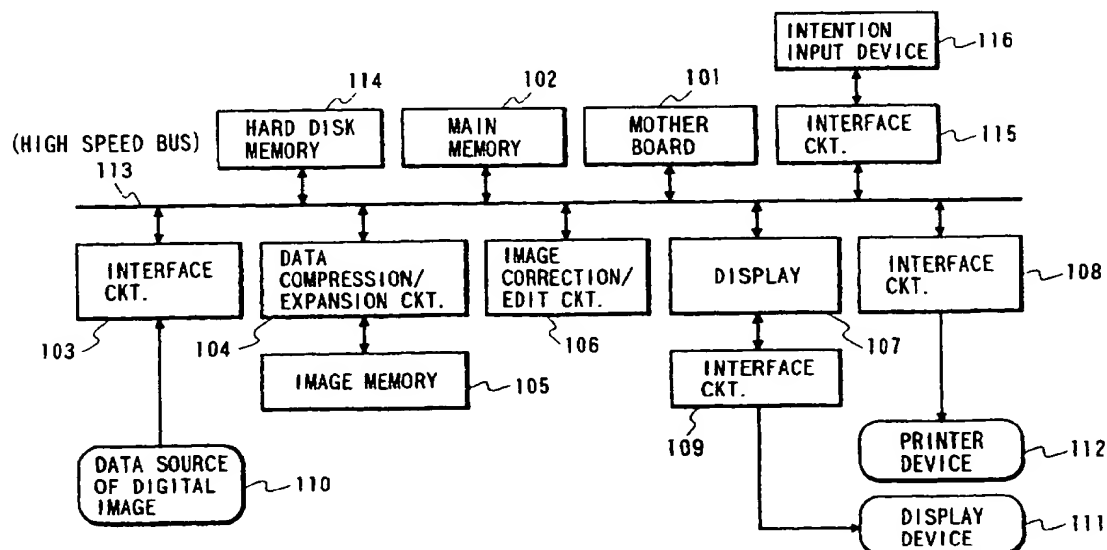 INTENTION
INPUT DEVICE
116
114
102
101
(HIGH SPEED BUS)
113
HARD DISK
MEMORY
MAIN
MEMORY
MOTHER
BOARD
INTERFACE
CKT.
115
INTERFACE
CKT.
DATA
COMPRESSION/
EXPANSION CKT.
IMAGE
CORRECTION/
EDIT CKT.
DISPLAY
INTERFACE
CKT.
108
103
104
106
107
IMAGE MEMORY
105
INTERFACE
CKT.
109
DATA SOURCE
OF DIGITAL
IMAGE
110
PRINTER
DEVICE
112
DISPLAY
DEVICE
111